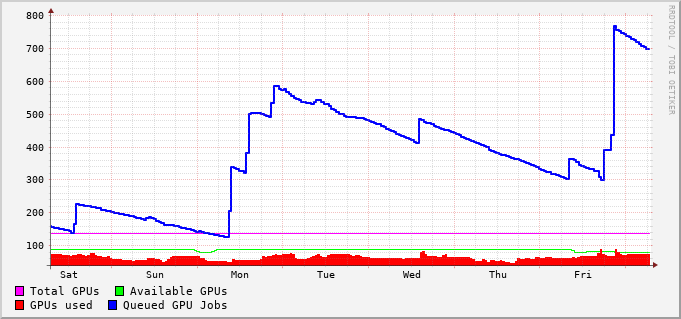 800
700
600
500
400
300
200
100
Sat Sun Mon Tue Wed Thu Fri
Total GPUs Available GPUs
GPUs used Queued GPU Jobs
RRDTOOL / TOBI OETIKER